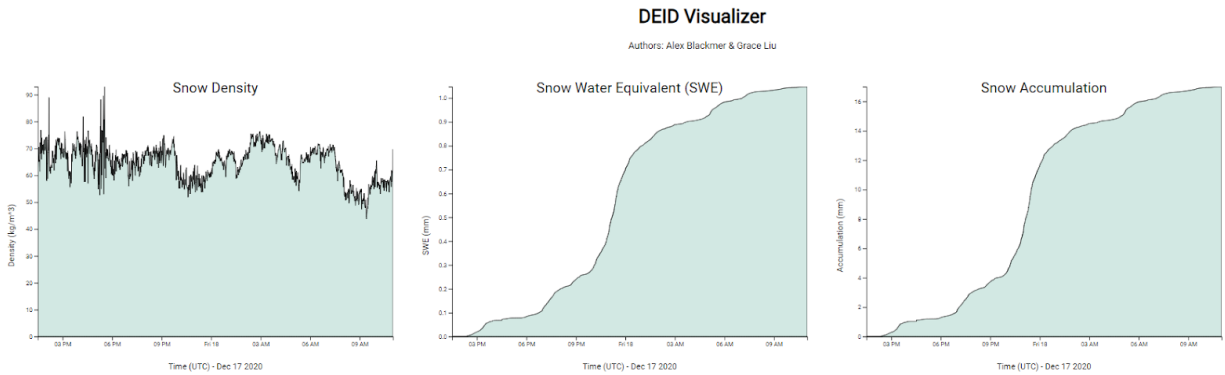 DEID Visualizer
Authors: Alex Blackmer & Grace Liu
Snow Density
90
80
70
60
50
40
30
20
10
0
Density (kg/m^3)
03 PM 06 PM 09 PM Fri 18 03 AM 06 AM 09 AM
Time (UTC) - Dec 17 2020
Snow Water Equivalent (SWE)
1.0
0.9
0.8
0.7
0.6
0.5
0.4
0.3
0.2
0.1
0.0
SWE (mm)
03 PM 06 PM 09 PM Fri 18 03 AM 06 AM 09 AM
Time (UTC) - Dec 17 2020
Snow Accumulation
16
14
12
10
8
6
4
2
0
Accumulation (mm)
03 PM 06 PM 09 PM Fri 18 03 AM 06 AM 09 AM
Time (UTC) - Dec 17 2020